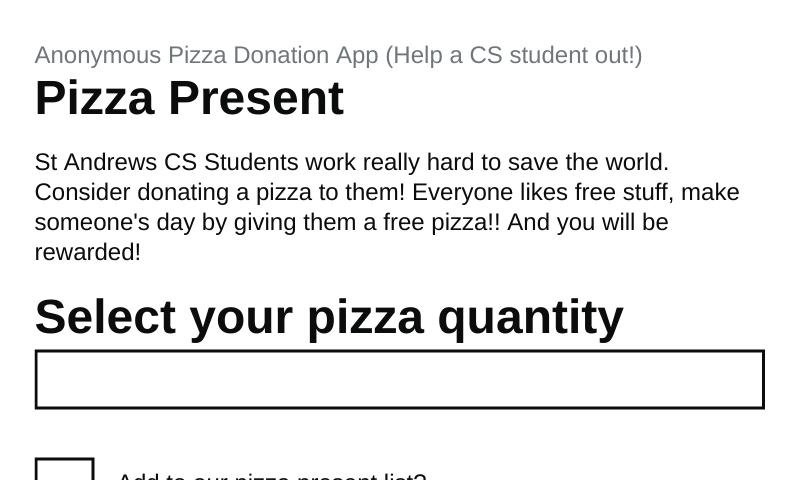 Anonymous Pizza Donation App (Help a CS student out!)
Pizza Present
St Andrews CS Students work really hard to save the world.
Consider donating a pizza to them! Everyone likes free stuff, make
someone's day by giving them a free pizza!! And you will be
rewarded!
Select your pizza quantity
Add to our pizza present list?